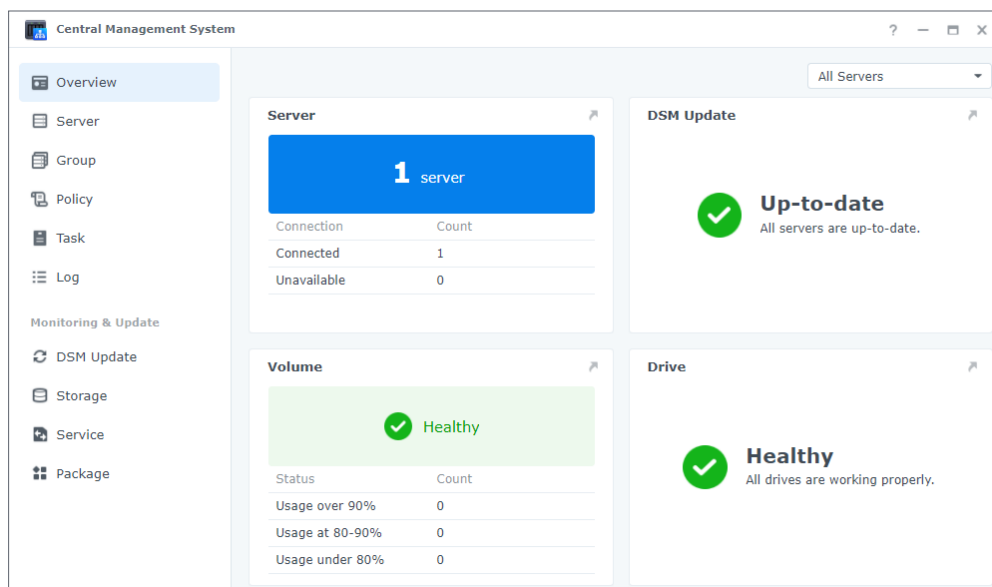 Central Management System
?
Overview
Server
Group
Policy
Task
Log
Monitoring & Update
DSM Update
Storage
Service
Package
All Servers
Server
1 server
Connection Count
Connected 1
Unavailable 0
DSM Update
Up-to-date
All servers are up-to-date.
Volume
Healthy
Status Count
Usage over 90% 0
Usage at 80-90% 0
Usage under 80% 0
Drive
Healthy
All drives are working properly.